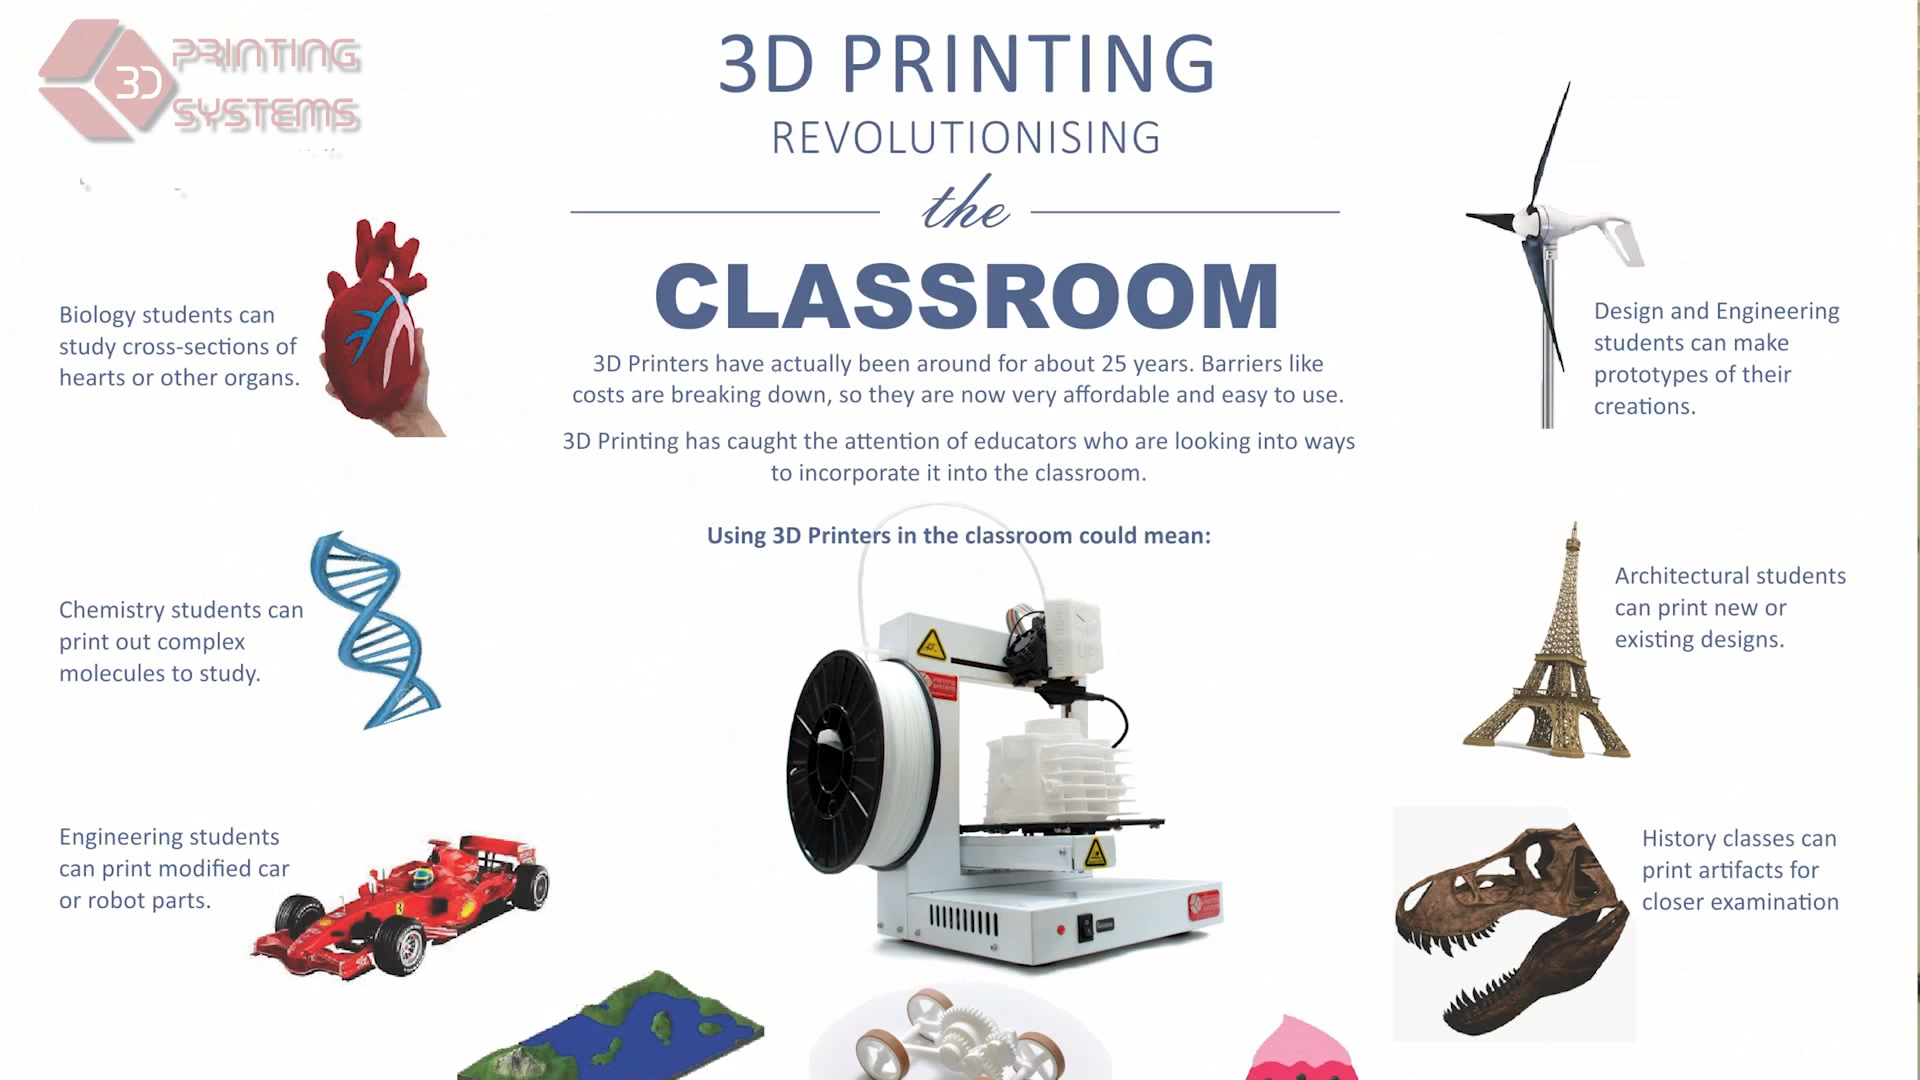 3D PRINTING
SYSTEMS
3D PRINTING
REVOLUTIONISING
the
CLASSROOM
3D Printers have actually been around for about 25 years. Barriers like
costs are breaking down, so they are now very affordable and easy to use.
3D Printing has caught the attention of educators who are looking into ways
to incorporate it into the classroom.
Using 3D Printers in the classroom could mean:
Biology students can
study cross-sections of
hearts or other organs.
Chemistry students can
print out complex
molecules to study.
Engineering students
can print modified car
or robot parts.
Design and Engineering
students can make
prototypes of their
creations.
Architectural students
can print new or
existing designs.
History classes can
print artifacts for
closer examination